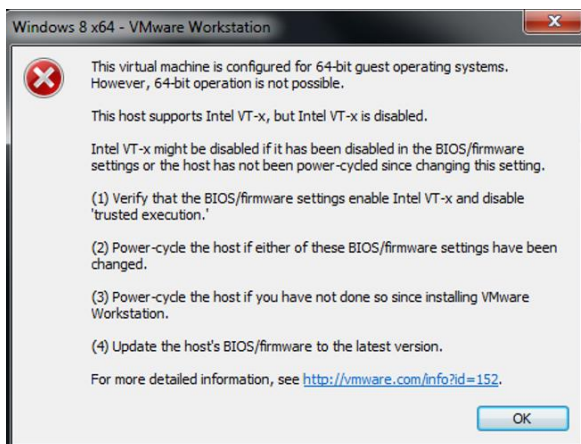 Windows 8 x64 - VMware Workstation
This virtual machine is configured for 64-bit guest operating systems.
However, 64-bit operation is not possible.
This host supports Intel VT-x, but Intel VT-x is disabled.
Intel VT-x might be disabled if it has been disabled in the BIOS/firmware
settings or the host has not been power-cycled since changing this setting.
(1) Verify that the BIOS/firmware settings enable Intel VT-x and disable
'trusted execution.'
(2) Power-cycle the host if either of these BIOS/firmware settings have been
changed.
(3) Power-cycle the host if you have not done so since installing VMware
Workstation.
(4) Update the host's BIOS/firmware to the latest version.
For more detailed information, see http://vmware.com/info?id=152.
OK